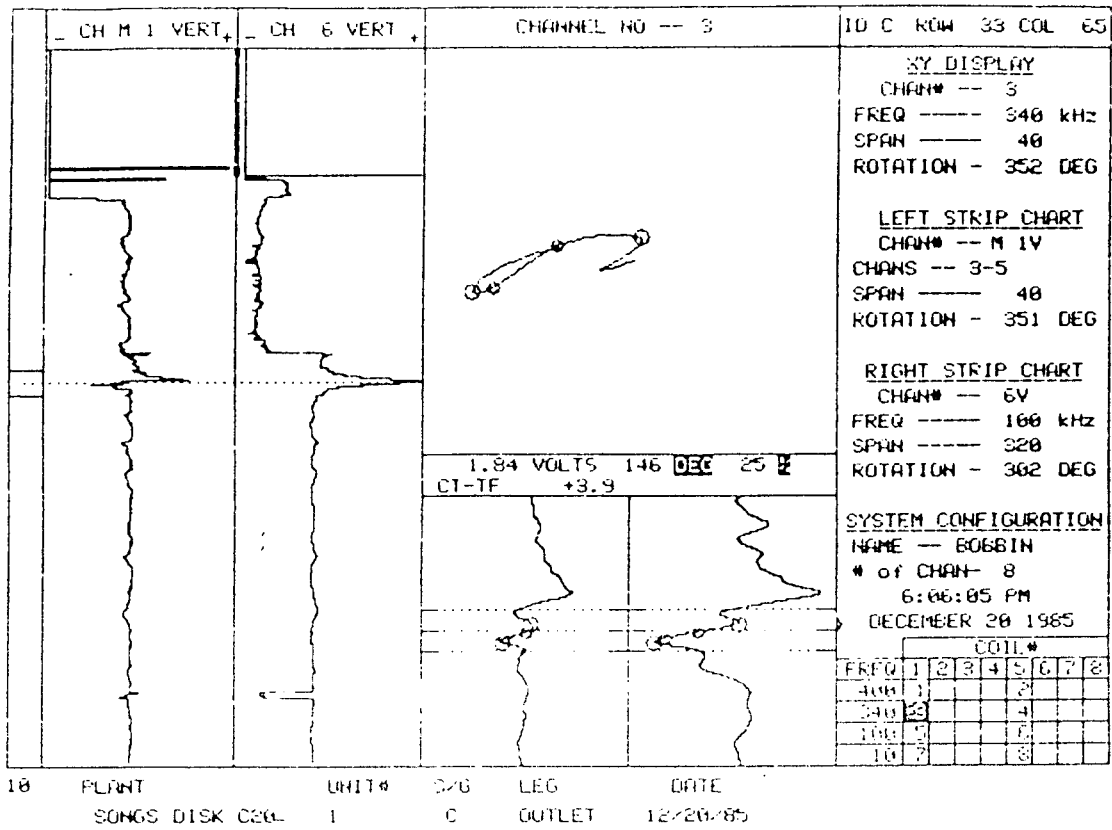 _ CH M 1 VERT + _ CH 6 VERT + CHANNEL NO -- 3 ID C ROW 33 COL 65
XY DISPLAY
CHAN# -- 3
FREQ ----- 340 kHz
SPAN ----- 40
ROTATION - 352 DEG
LEFT STRIP CHART
CHAN# -- M 1V
CHANS -- 3-5
SPAN ----- 40
ROTATION - 351 DEG
RIGHT STRIP CHART
CHAN# -- 6V
FREQ ----- 100 kHz
SPAN ----- 320
ROTATION - 302 DEG
1.84 VOLTS 146 DEG 25 %
CT-TF +3.9
SYSTEM CONFIGURATION
NAME -- BOBBIN
# of CHAN- 8
6:06:05 PM
DECEMBER 20 1985
COIL#
FREQ 1 2 3 4 5 6 7 8
400 1 2
340 3 4
100 5 6
10 7 8
10 PLANT UNIT# S/G LEG DATE
SONGS DISK C20_ 1 C OUTLET 12/20/85